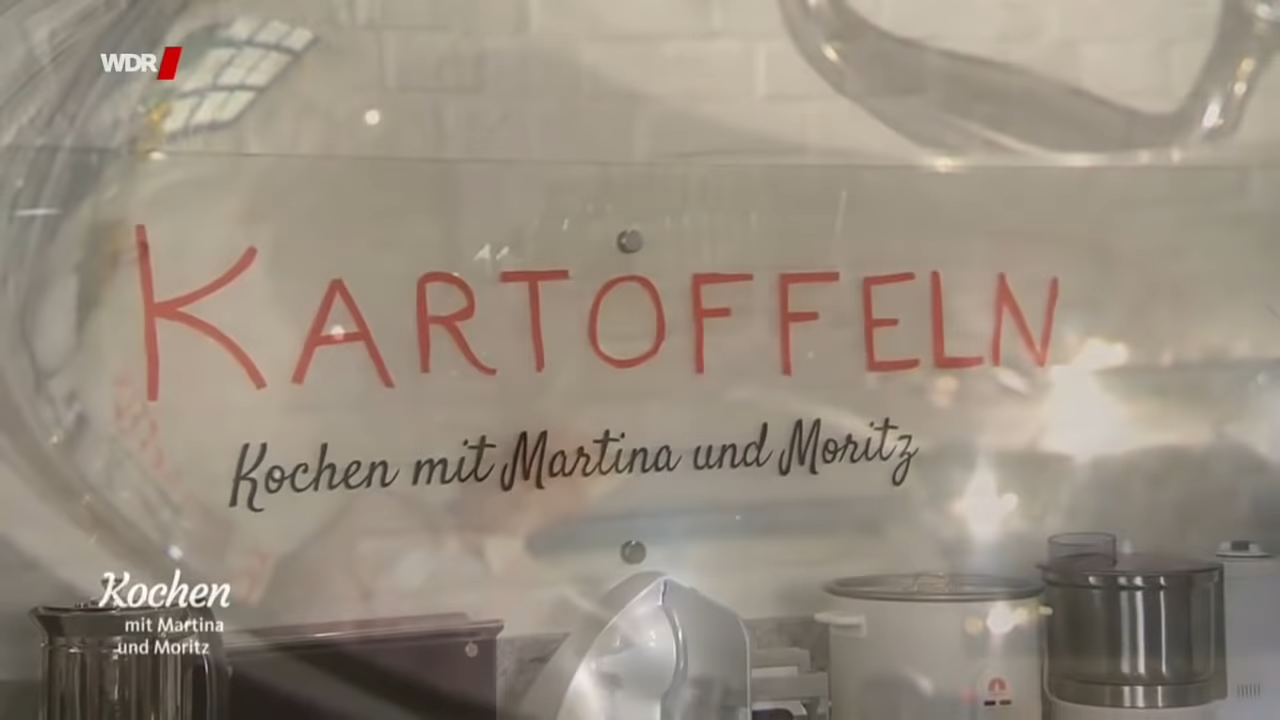 WDR
KARTOFFELN
Kochen mit Martina und Moritz
Kochen
mit Martina
und Moritz